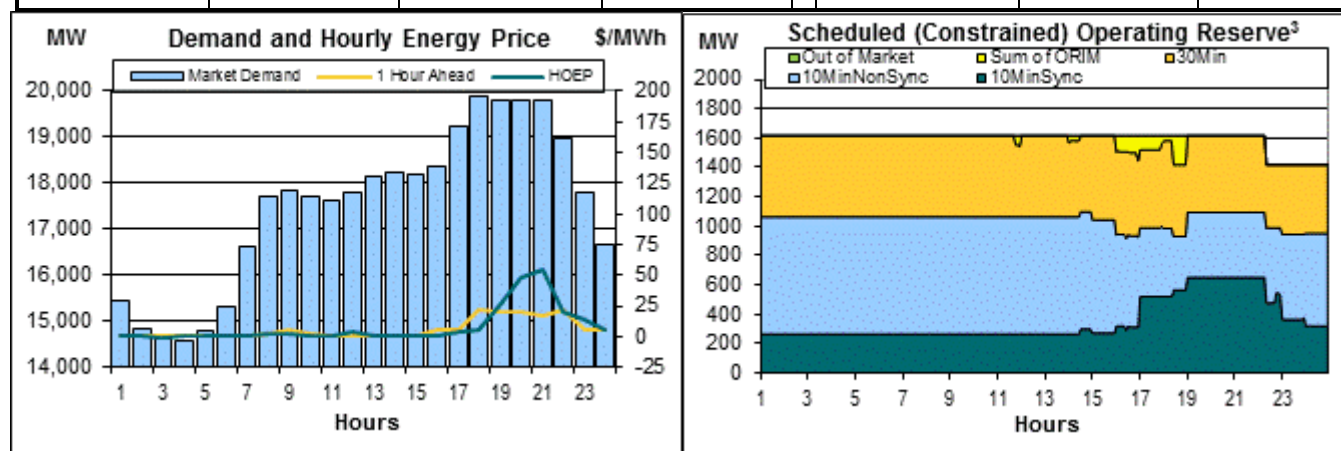 MW Demand and Hourly Energy Price $/MWh
Market Demand 1 Hour Ahead HOEP
20,000 200
175
19,000 150
18,000 125
17,000 100
75
16,000 50
25
15,000 0
14,000 -25
1 3 5 7 9 11 13 15 17 19 21 23
Hours
MW Scheduled (Constrained) Operating Reserve³
Out of Market Sum of ORIM 30Min
10MinNonSync 10MinSync
2000
1800
1600
1400
1200
1000
800
600
400
200
0
1 3 5 7 9 11 13 15 17 19 21 23
Hours